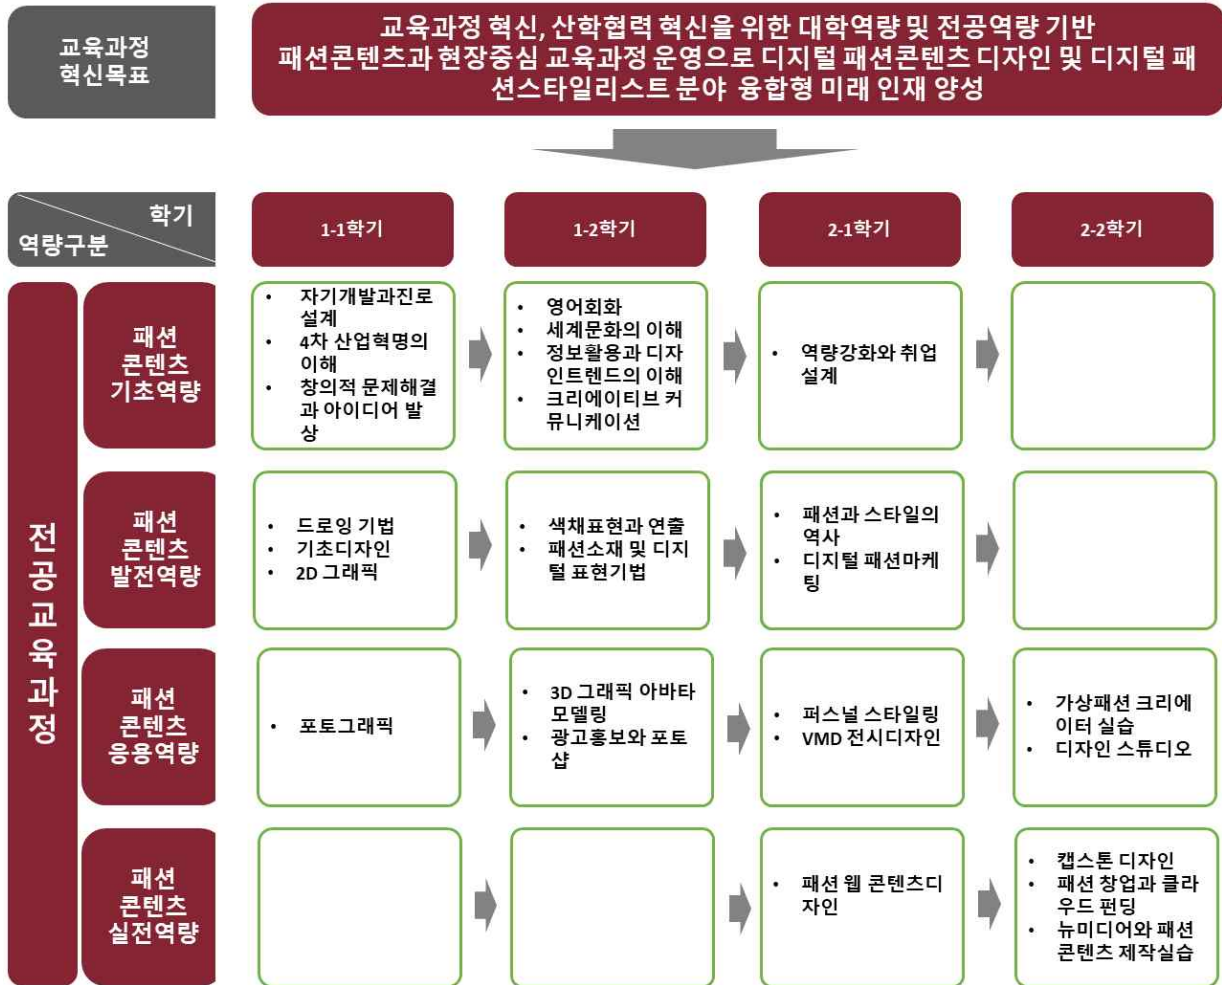 교육과정
혁신목표
교육과정 혁신, 산학협력 혁신을 위한 대학역량 및 전공역량 기반
패션콘텐츠과 현장중심 교육과정 운영으로 디지털 패션콘텐츠 디자인 및 디지털 패
션스타일리스트 분야 융합형 미래 인재 양성
학기
역량구분
1-1학기
1-2학기
2-1학기
2-2학기
전공교육과정
패션
콘텐츠
기초역량
• 자기개발과진로
설계
• 4차 산업혁명의
이해
• 창의적 문제해결
과 아이디어 발
상
• 영어회화
• 세계문화의 이해
• 정보활용과 디자
인트렌드의 이해
• 크리에이티브 커
뮤니케이션
• 역량강화와 취업
설계
패션
콘텐츠
발전역량
• 드로잉 기법
• 기초디자인
• 2D 그래픽
• 색채표현과 연출
• 패션소재 및 디지
털 표현기법
• 패션과 스타일의
역사
• 디지털 패션마케
팅
패션
콘텐츠
응용역량
• 포토그래픽
• 3D 그래픽 아바타
모델링
• 광고홍보와 포토
샵
• 퍼스널 스타일링
• VMD 전시디자인
• 가상패션 크리에
이터 실습
• 디자인 스튜디오
패션
콘텐츠
실전역량
• 패션 웹 콘텐츠디
자인
• 캡스톤 디자인
• 패션 창업과 클라
우드 펀딩
• 뉴미디어와 패션
콘텐츠 제작실습